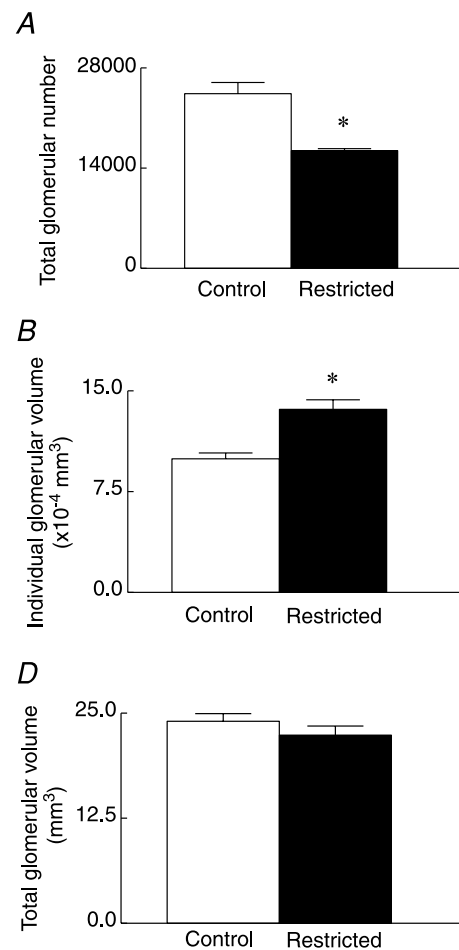 A
Total glomerular number
28000
14000
0
*
Control Restricted
B
Individual glomerular volume
(x10⁻⁴ mm³)
15.0
7.5
0.0
*
Control Restricted
D
Total glomerular volume
(mm³)
25.0
12.5
0.0
Control Restricted